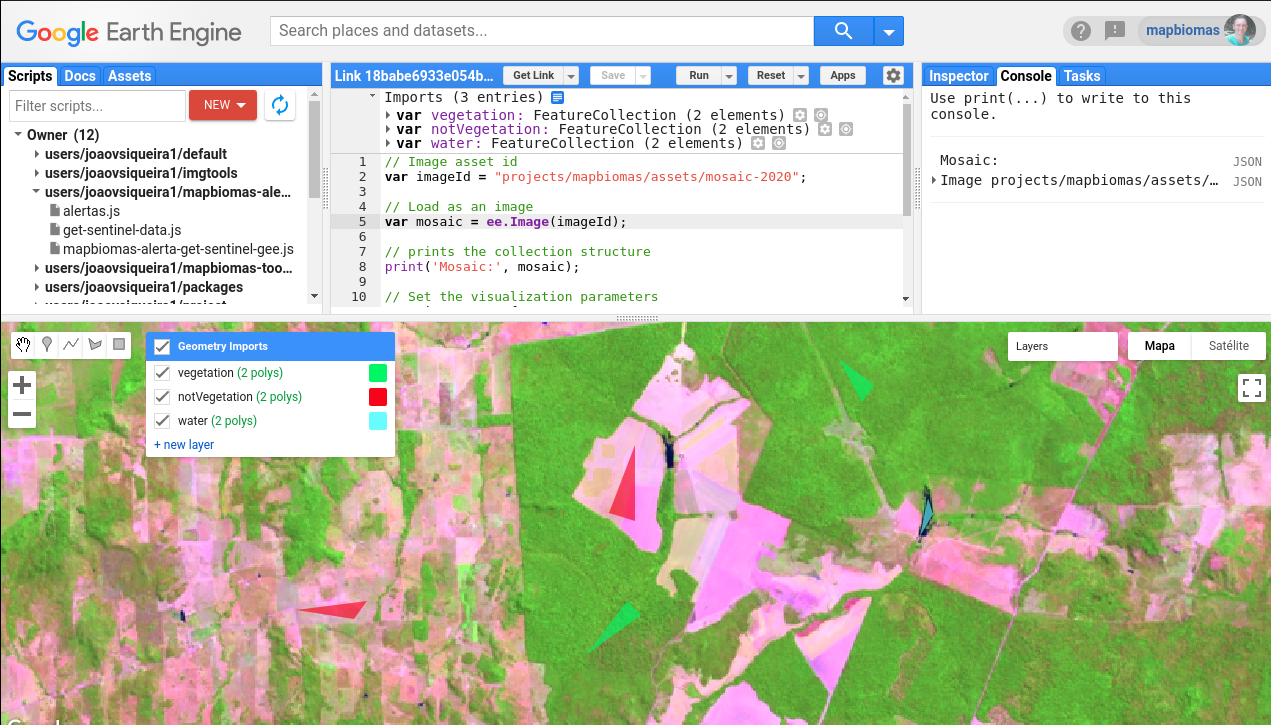 Google Earth Engine
Search places and datasets...
mapbiomas
Scripts Docs Assets
Filter scripts...
NEW
Owner (12)
users/joaovsiqueira1/default
users/joaovsiqueira1/imgtools
users/joaovsiqueira1/mapbiomas-ale...
alertas.js
get-sentinel-data.js
mapbiomas-alerta-get-sentinel-gee.js
users/joaovsiqueira1/mapbiomas-too...
users/joaovsiqueira1/packages
Link 18babe6933e054b...
Get Link
Save
Run
Reset
Apps
Imports (3 entries)
var vegetation: FeatureCollection (2 elements)
var notVegetation: FeatureCollection (2 elements)
var water: FeatureCollection (2 elements)
1 // Image asset id
2 var imageId = "projects/mapbiomas/assets/mosaic-2020";
3
4 // Load as an image
5 var mosaic = ee.Image(imageId);
6
7 // prints the collection structure
8 print('Mosaic:', mosaic);
9
10 // Set the visualization parameters
Inspector Console Tasks
Use print(...) to write to this
console.
Mosaic: JSON
Image projects/mapbiomas/assets/... JSON
Geometry Imports
vegetation (2 polys)
notVegetation (2 polys)
water (2 polys)
+ new layer
Layers
Mapa Satélite